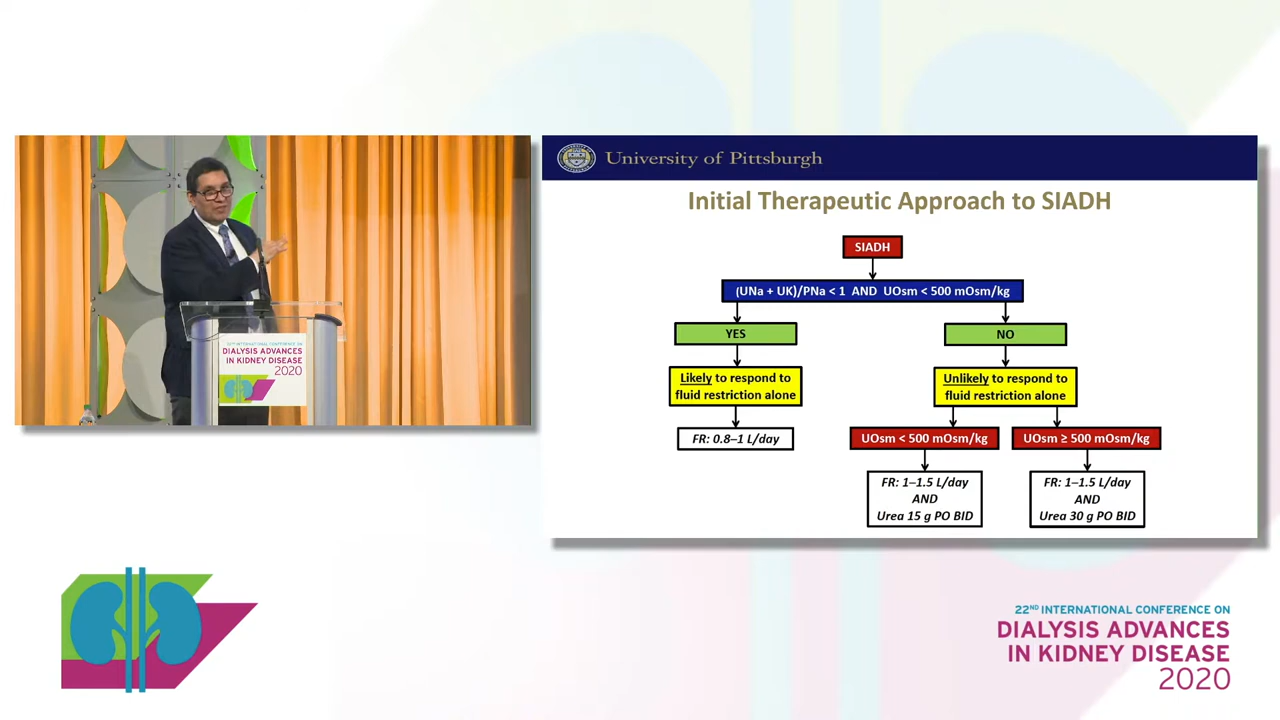 22ND INTERNATIONAL CONFERENCE ON
DIALYSIS ADVANCES
IN KIDNEY DISEASE
2020
University of Pittsburgh
Initial Therapeutic Approach to SIADH
SIADH
(UNa + UK)/PNa < 1 AND UOsm < 500 mOsm/kg
YES
NO
Likely to respond to
fluid restriction alone
Unlikely to respond to
fluid restriction alone
FR: 0.8–1 L/day
UOsm < 500 mOsm/kg
UOsm ≥ 500 mOsm/kg
FR: 1–1.5 L/day
AND
Urea 15 g PO BID
FR: 1–1.5 L/day
AND
Urea 30 g PO BID
22ND INTERNATIONAL CONFERENCE ON
DIALYSIS ADVANCES
IN KIDNEY DISEASE
2020